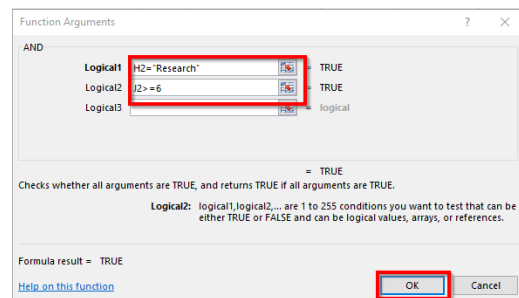 Function Arguments ? ×
AND
Logical1 H2="Research" = TRUE
Logical2 J2>=6 = TRUE
Logical3 = logical
= TRUE
Checks whether all arguments are TRUE, and returns TRUE if all arguments are TRUE.
Logical2: logical1,logical2,... are 1 to 255 conditions you want to test that can be
either TRUE or FALSE and can be logical values, arrays, or references.
Formula result = TRUE
Help on this function OK Cancel